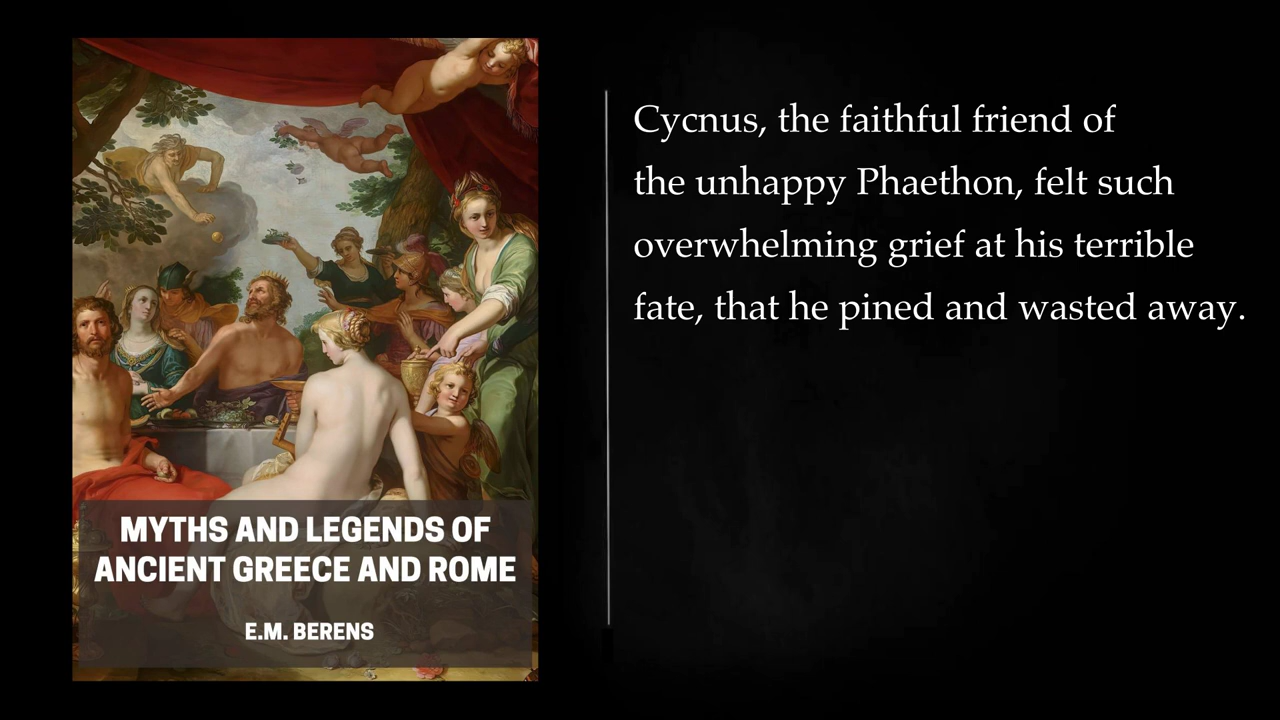 MYTHS AND LEGENDS OF
ANCIENT GREECE AND ROME
E.M. BERENS
Cycnus, the faithful friend of
the unhappy Phaethon, felt such
overwhelming grief at his terrible
fate, that he pined and wasted away.